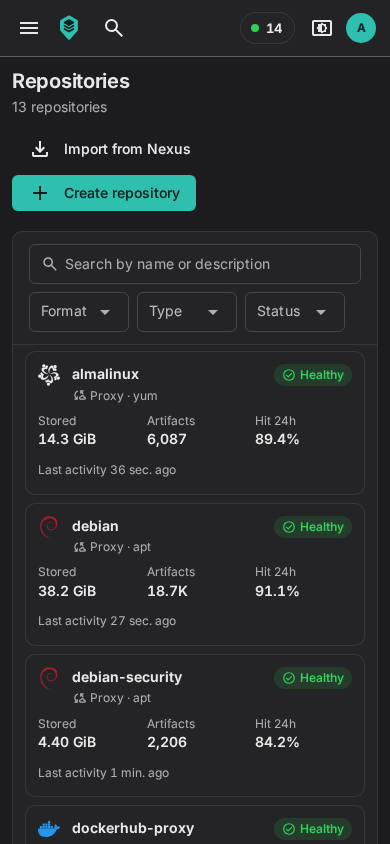 14
A
Repositories
13 repositories
Import from Nexus
Create repository
Search by name or description
Format Type Status
almalinux Healthy
Proxy · yum
Stored Artifacts Hit 24h
14.3 GiB 6,087 89.4%
Last activity 36 sec. ago
debian Healthy
Proxy · apt
Stored Artifacts Hit 24h
38.2 GiB 18.7K 91.1%
Last activity 27 sec. ago
debian-security Healthy
Proxy · apt
Stored Artifacts Hit 24h
4.40 GiB 2,206 84.2%
Last activity 1 min. ago
dockerhub-proxy Healthy